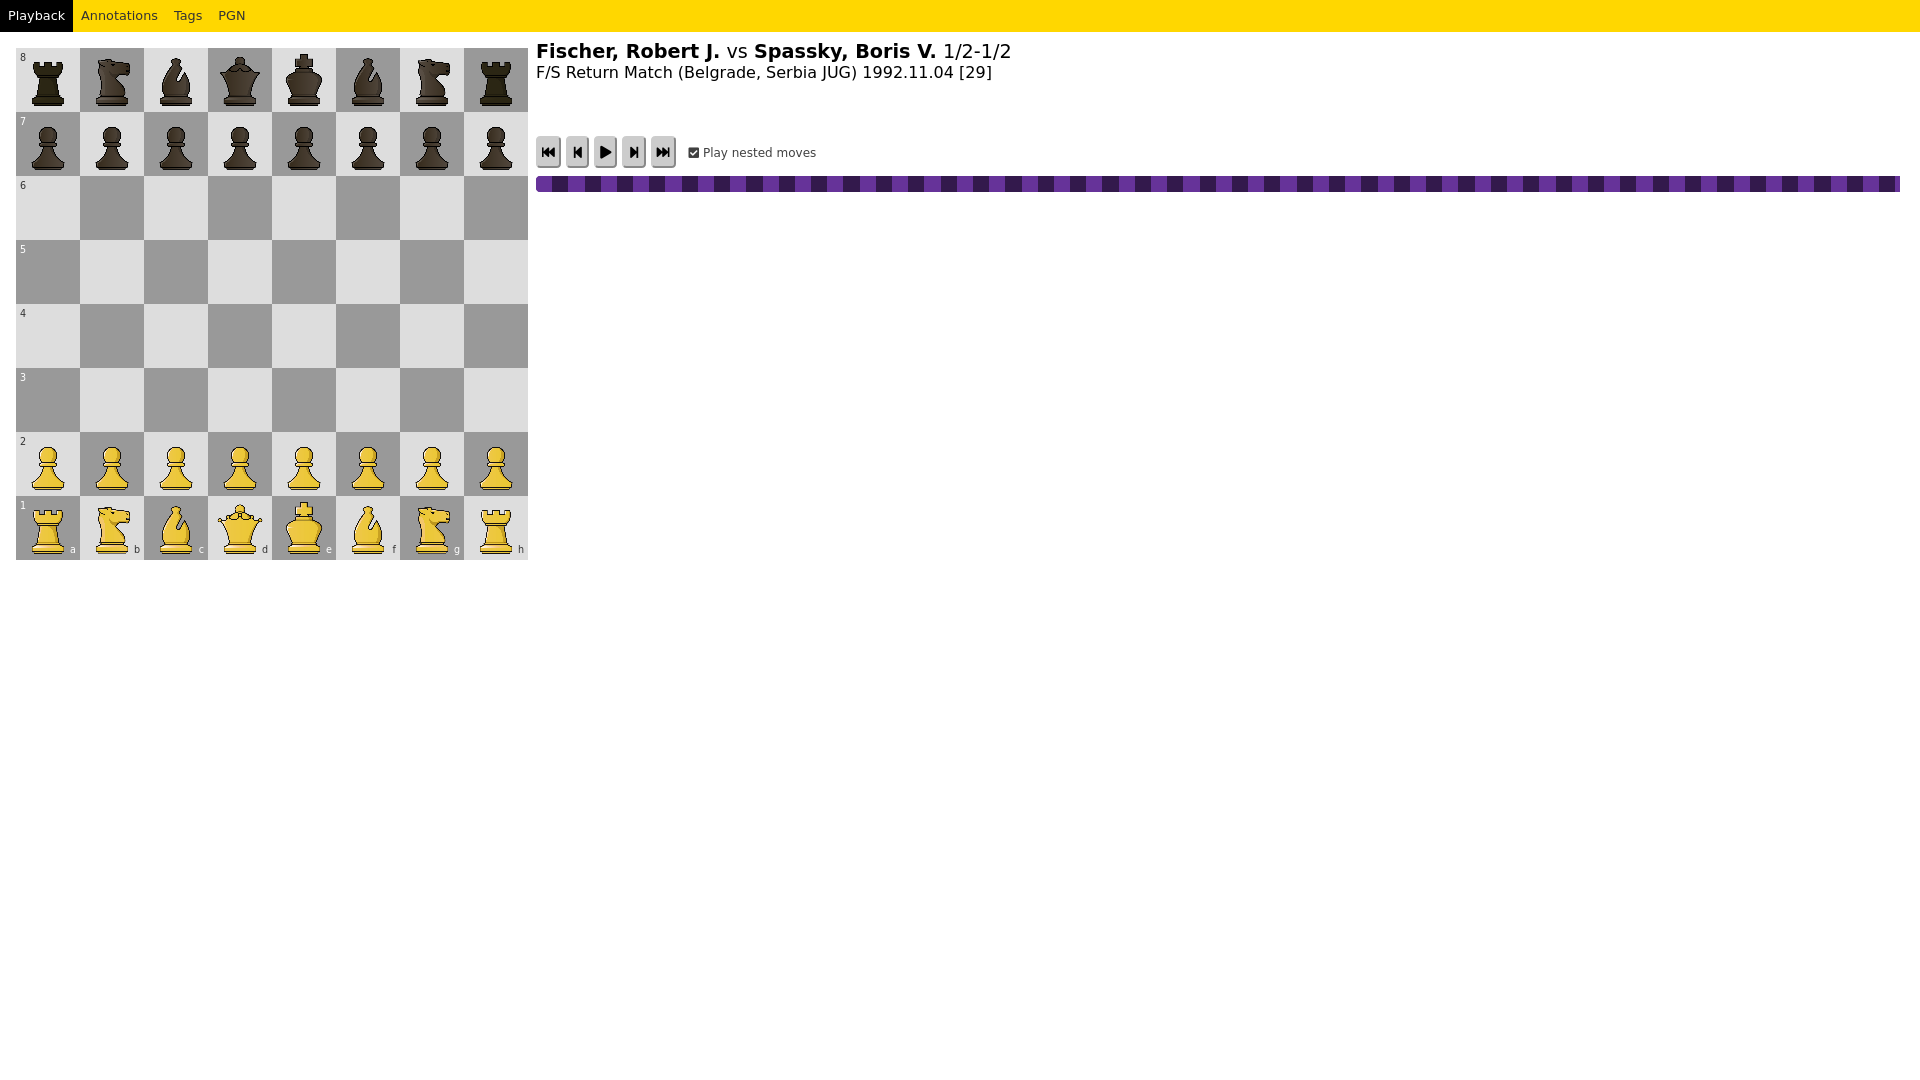 Playback Annotations Tags PGN
Fischer, Robert J. vs Spassky, Boris V. 1/2-1/2
F/S Return Match (Belgrade, Serbia JUG) 1992.11.04 [29]
Play nested moves
8
7
6
5
4
3
2
1
a b c d e f g h